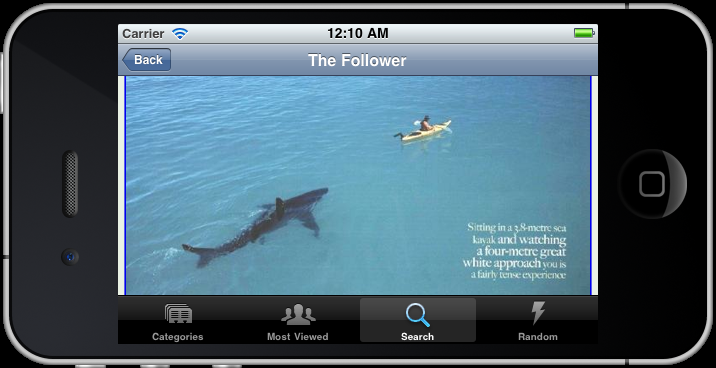 Carrier 12:10 AM
Back The Follower
Sitting in a 3.8-metre sea
kayak and watching
a four-metre great
white approach you is
a fairly tense experience
Categories Most Viewed Search Random